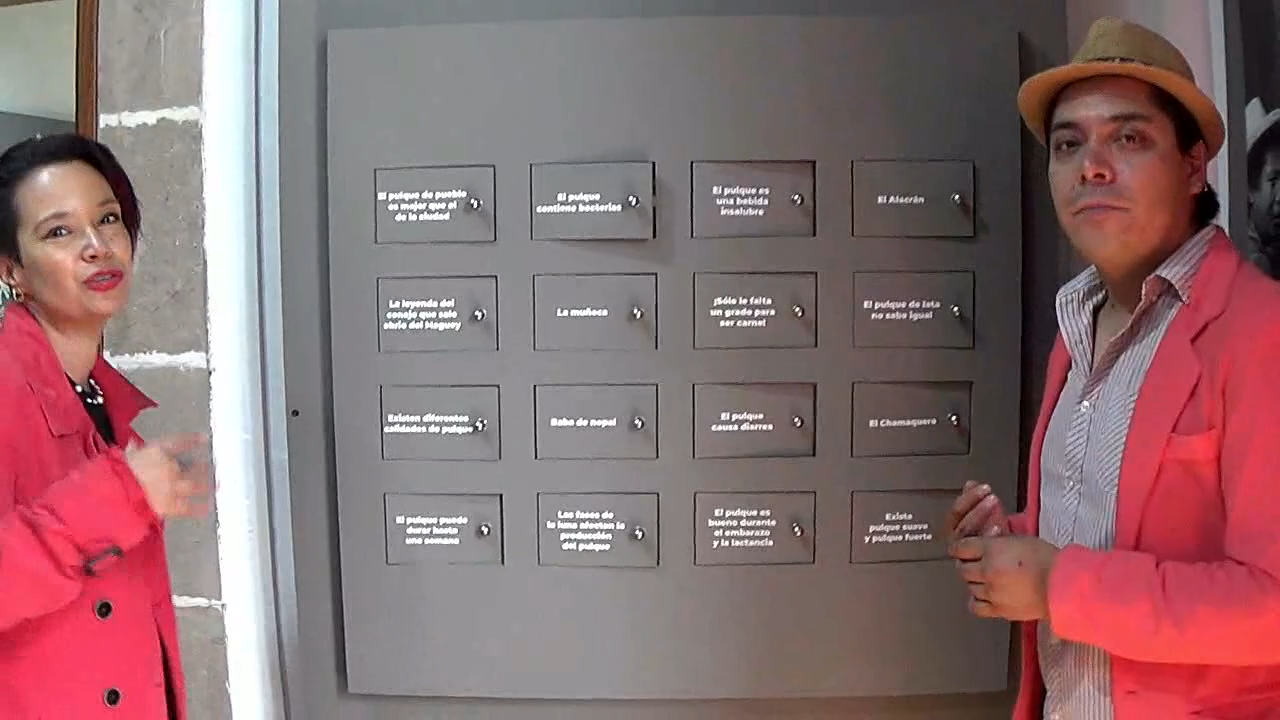 El pulque de pueblo
es mejor que el
de la ciudad
El pulque
contiene bacterias
El pulque es
una bebida
insalubre
El Alacrán
La leyenda del
conejo que salo
ebrio del Maguey
La muñeca
¡Sólo le falta
un grado para
ser carne!
El pulque de lata
no sabe igual
Existen diferentes
calidades de pulque
Baba de nopal
El pulque
causa diarrea
El Chamaquero
El pulque puede
durar hasta
una semana
Las fases de
la luna afectan la
producción
del pulque
El pulque es
bueno durante
el embarazo
y la lactancia
Existe
pulque suave
y pulque fuerte